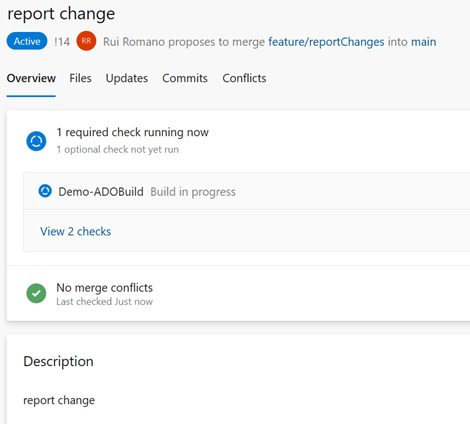 report change
Active !14 RR Rui Romano proposes to merge feature/reportChanges into main
Overview Files Updates Commits Conflicts
1 required check running now
1 optional check not yet run
Demo-ADOBuild Build in progress
View 2 checks
No merge conflicts
Last checked Just now
Description
report change